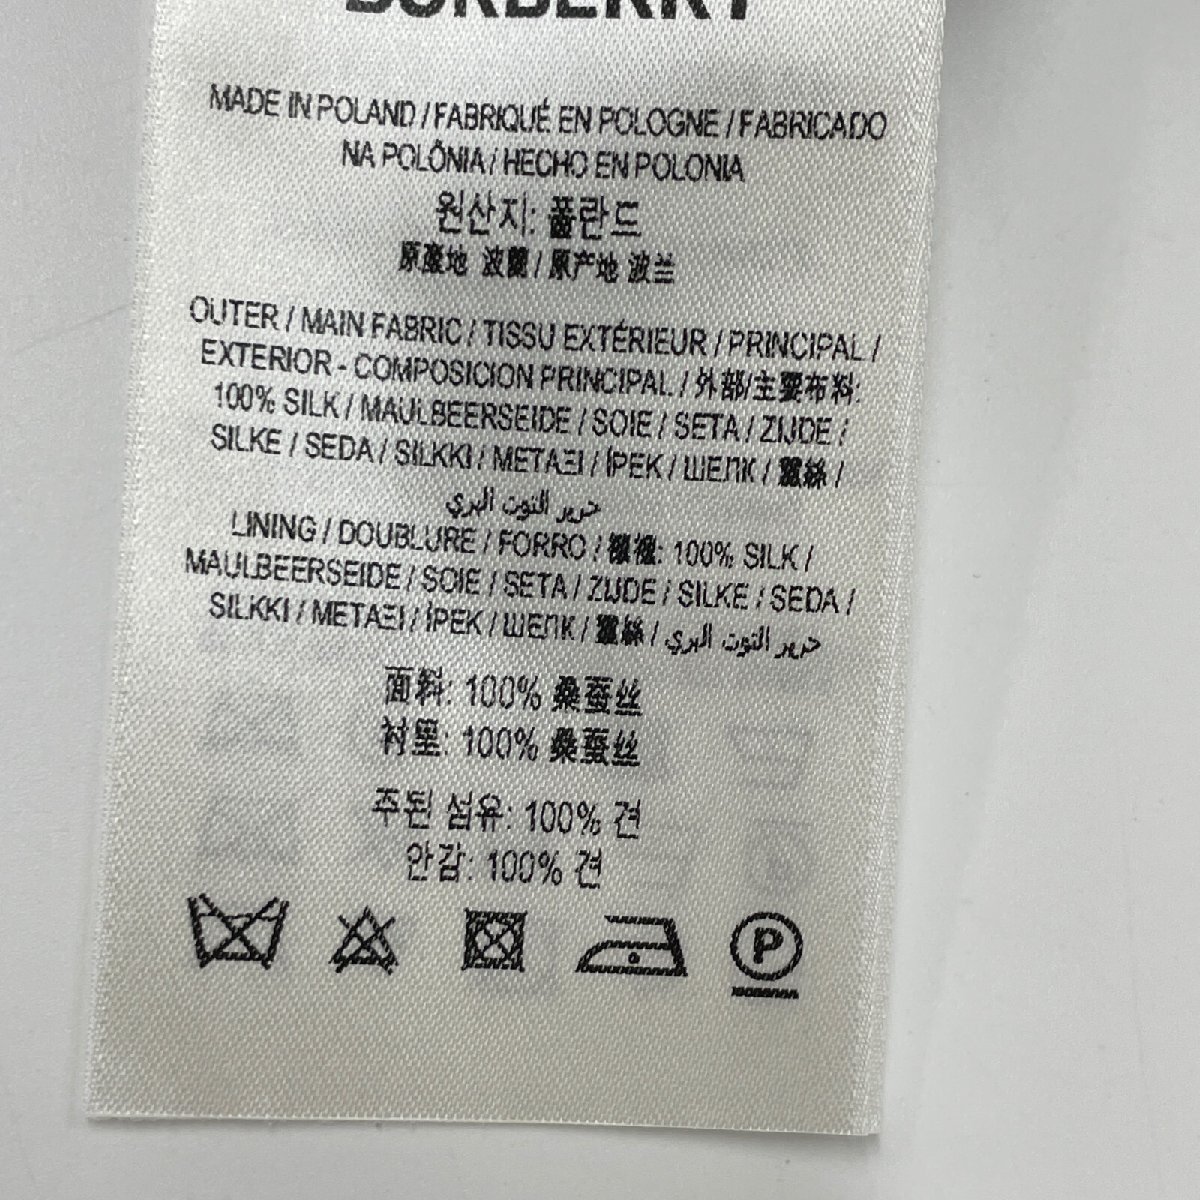 BURBERRY
MADE IN POLAND / FABRIQUÉ EN POLOGNE / FABRICADO
NA POLÔNIA / HECHO EN POLONIA
원산지: 폴란드
原產地 波蘭 / 原产地 波兰
OUTER / MAIN FABRIC / TISSU EXTÉRIEUR / PRINCIPAL /
EXTERIOR - COMPOSICION PRINCIPAL / 外部/主要布料:
100% SILK / MAULBEERSEIDE / SOIE / SETA / ZIJDE /
SILKE / SEDA / SILKKI / ΜΕΤΑΞΙ / İPEK / ШЕЛК / 蠶絲 /
حرير التوت البري
LINING / DOUBLURE / FORRO / 襯裡: 100% SILK /
MAULBEERSEIDE / SOIE / SETA / ZIJDE / SILKE / SEDA /
SILKKI / ΜΕΤΑΞΙ / İPEK / ШЕЛК / 蠶絲 / حرير التوت البري
面料: 100% 桑蚕丝
衬里: 100% 桑蚕丝
주된 섬유: 100% 견
안감: 100% 견
P